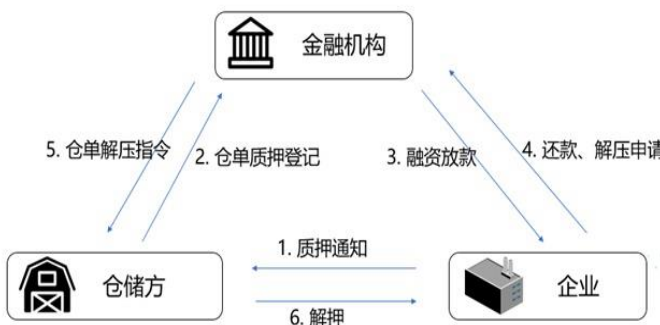 金融机构
5. 仓单解压指令
2. 仓单质押登记
3. 融资放款
4. 还款、解压申请
1. 质押通知
仓储方
企业
6. 解押